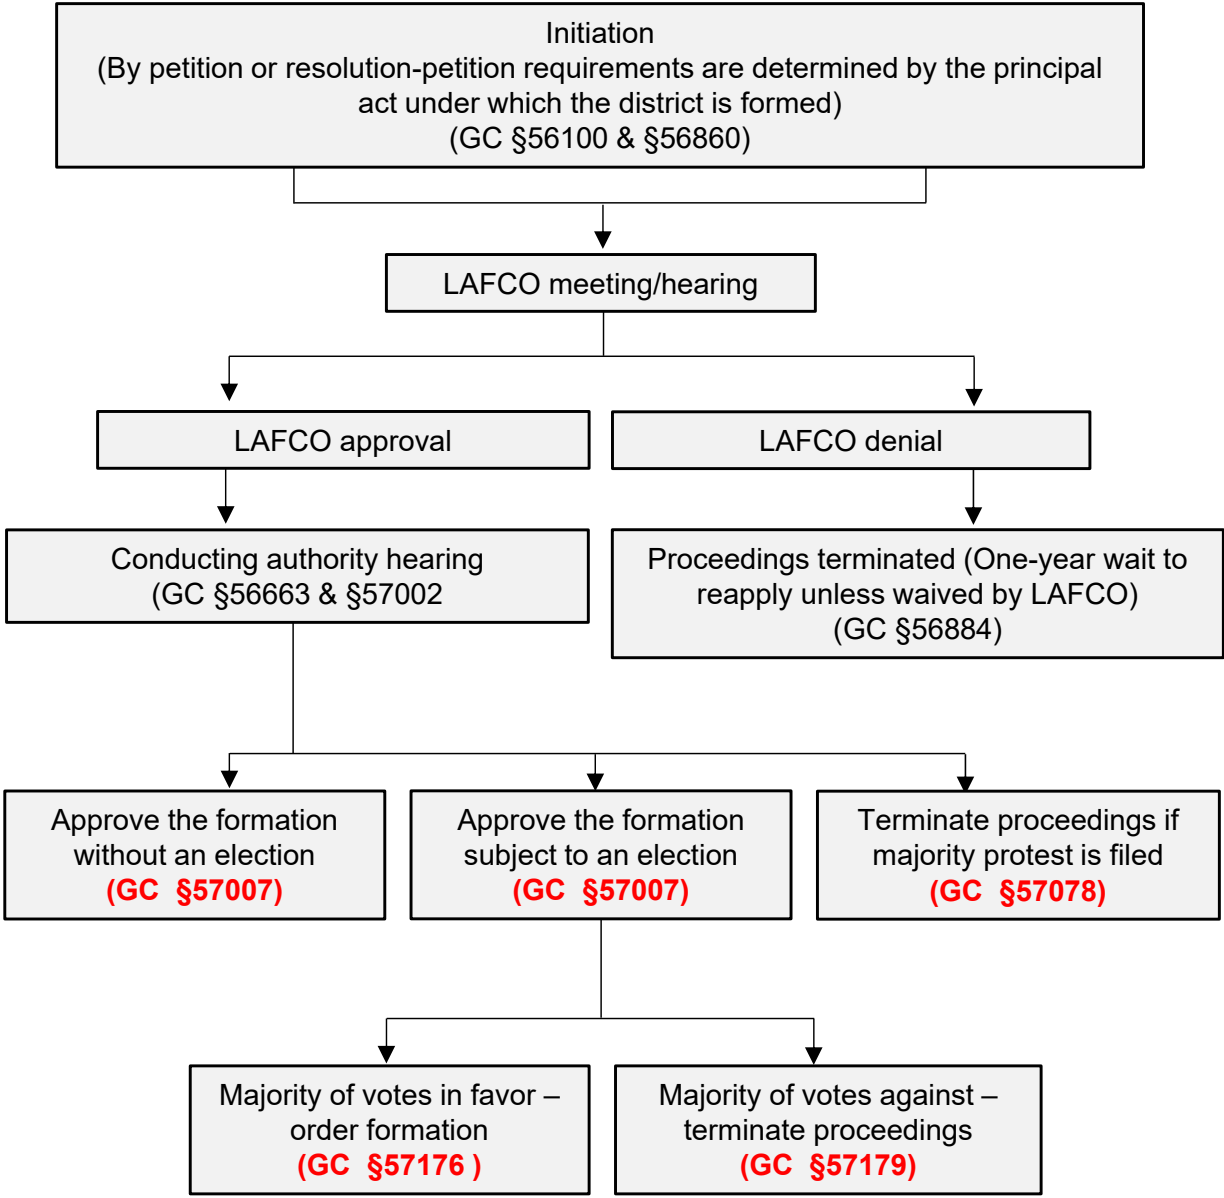 Initiation
(By petition or resolution-petition requirements are determined by the principal
act under which the district is formed)
(GC §56100 & §56860)
LAFCO meeting/hearing
LAFCO approval
LAFCO denial
Conducting authority hearing
(GC §56663 & §57002
Proceedings terminated (One-year wait to
reapply unless waived by LAFCO)
(GC §56884)
Approve the formation
without an election
(GC  §57007)
Approve the formation
subject to an election
(GC  §57007)
Terminate proceedings if
majority protest is filed
(GC  §57078)
Majority of votes in favor –
order formation
(GC  §57176 )
Majority of votes against –
terminate proceedings
(GC  §57179)